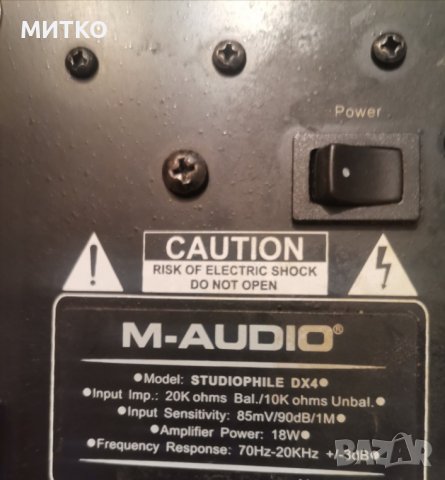 МИТКО
Power
CAUTION
RISK OF ELECTRIC SHOCK
DO NOT OPEN
M-AUDIO®
●Model: STUDIOPHILE DX4●
●Input Imp.: 20K ohms Bal./10K ohms Unbal.●
●Input Sensitivity: 85mV/90dB/1M●
●Amplifier Power: 18W●
●Frequency Response: 70Hz-20KHz +/-3dB●
BAZAR